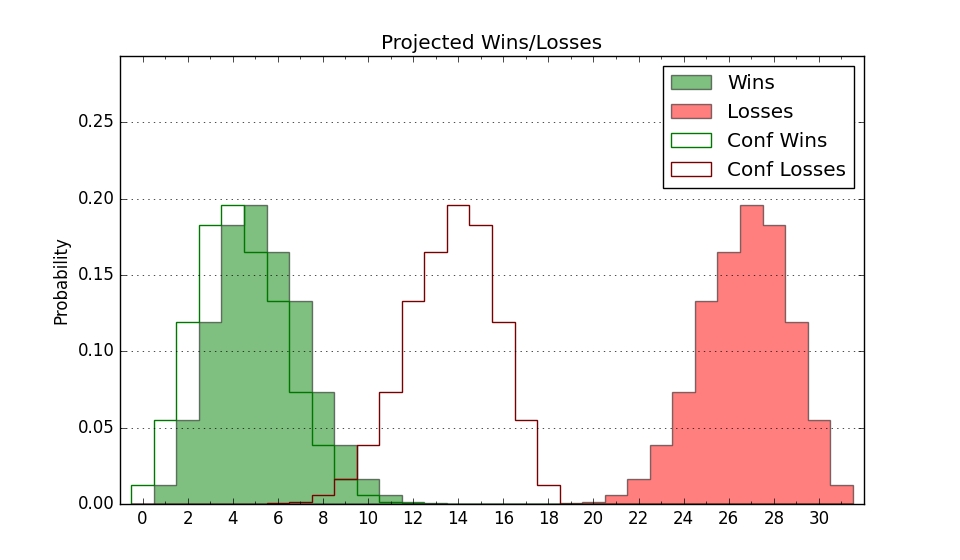 Projected Wins/Losses
Wins
Losses
Conf Wins
Conf Losses
Probability
0.25
0.20
0.15
0.10
0.05
0.00
0 2 4 6 8 10 12 14 16 18 20 22 24 26 28 30